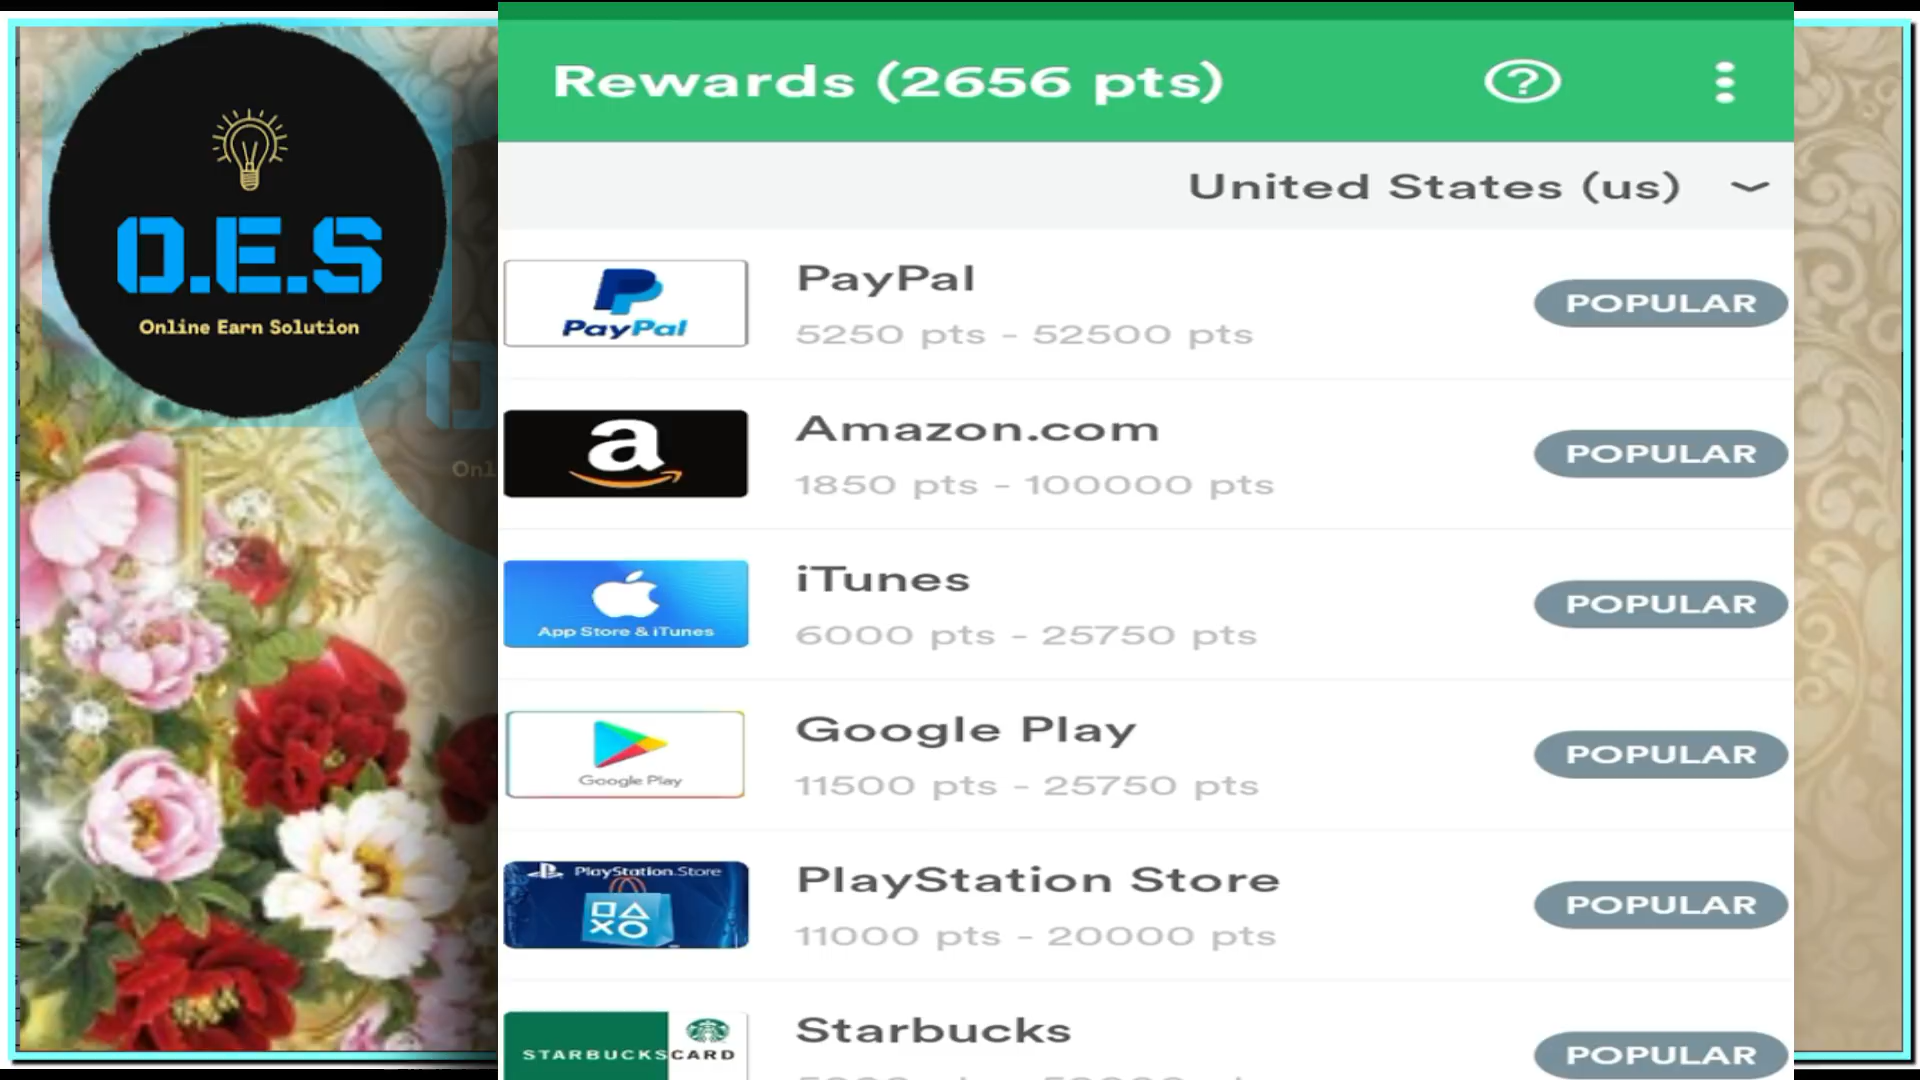 O.E.S
Online Earn Solution
Rewards (2656 pts)
United States (us)
PayPal
PayPal
5250 pts - 52500 pts
POPULAR
a
Amazon.com
1850 pts - 100000 pts
POPULAR
App Store & iTunes
iTunes
6000 pts - 25750 pts
POPULAR
Google Play
Google Play
11500 pts - 25750 pts
POPULAR
PlayStation.Store
PlayStation Store
11000 pts - 20000 pts
POPULAR
STARBUCKSCARD
Starbucks
POPULAR